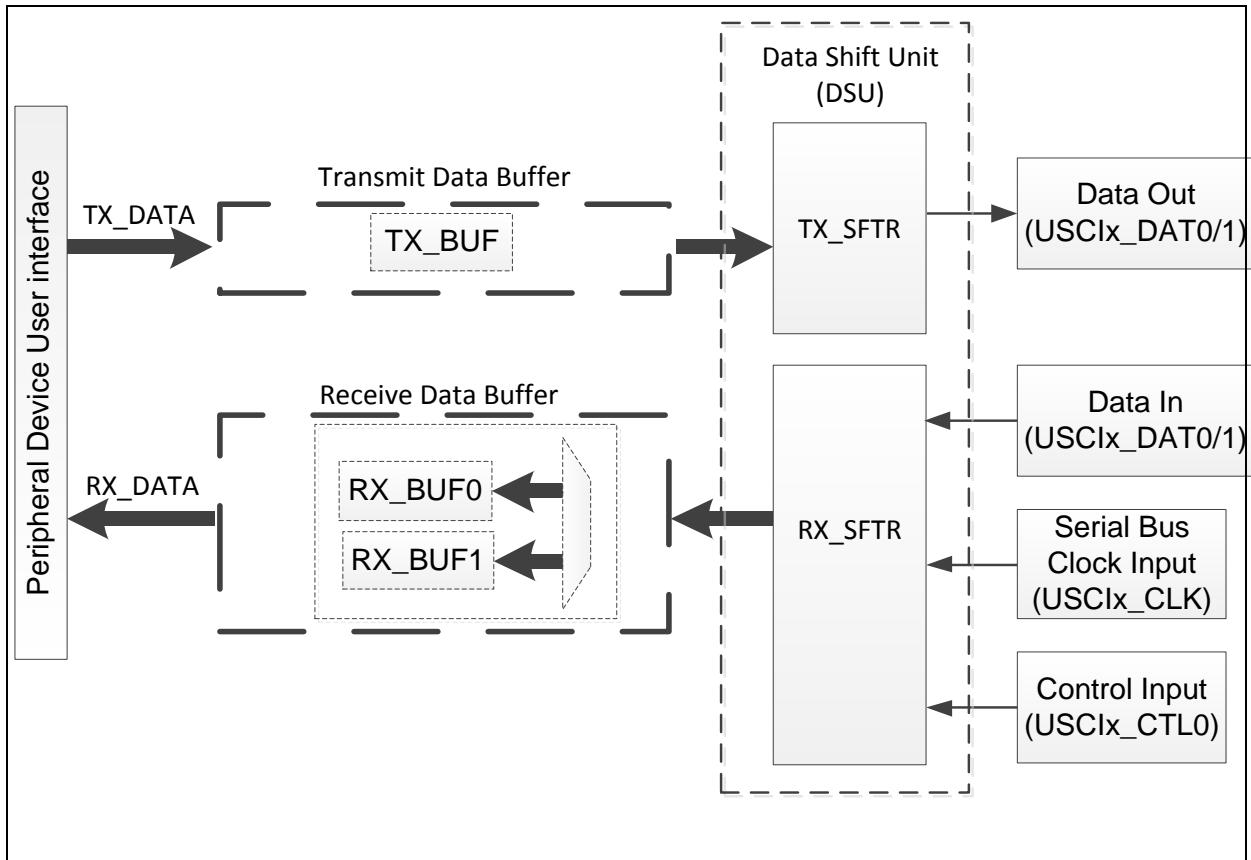 Peripheral Device User interface
TX_DATA
Transmit Data Buffer
TX_BUF
Data Shift Unit
(DSU)
TX_SFTR
Data Out
(USCIx_DAT0/1)
RX_DATA
Receive Data Buffer
RX_BUF0
RX_BUF1
RX_SFTR
Data In
(USCIx_DAT0/1)
Serial Bus
Clock Input
(USCIx_CLK)
Control Input
(USCIx_CTL0)